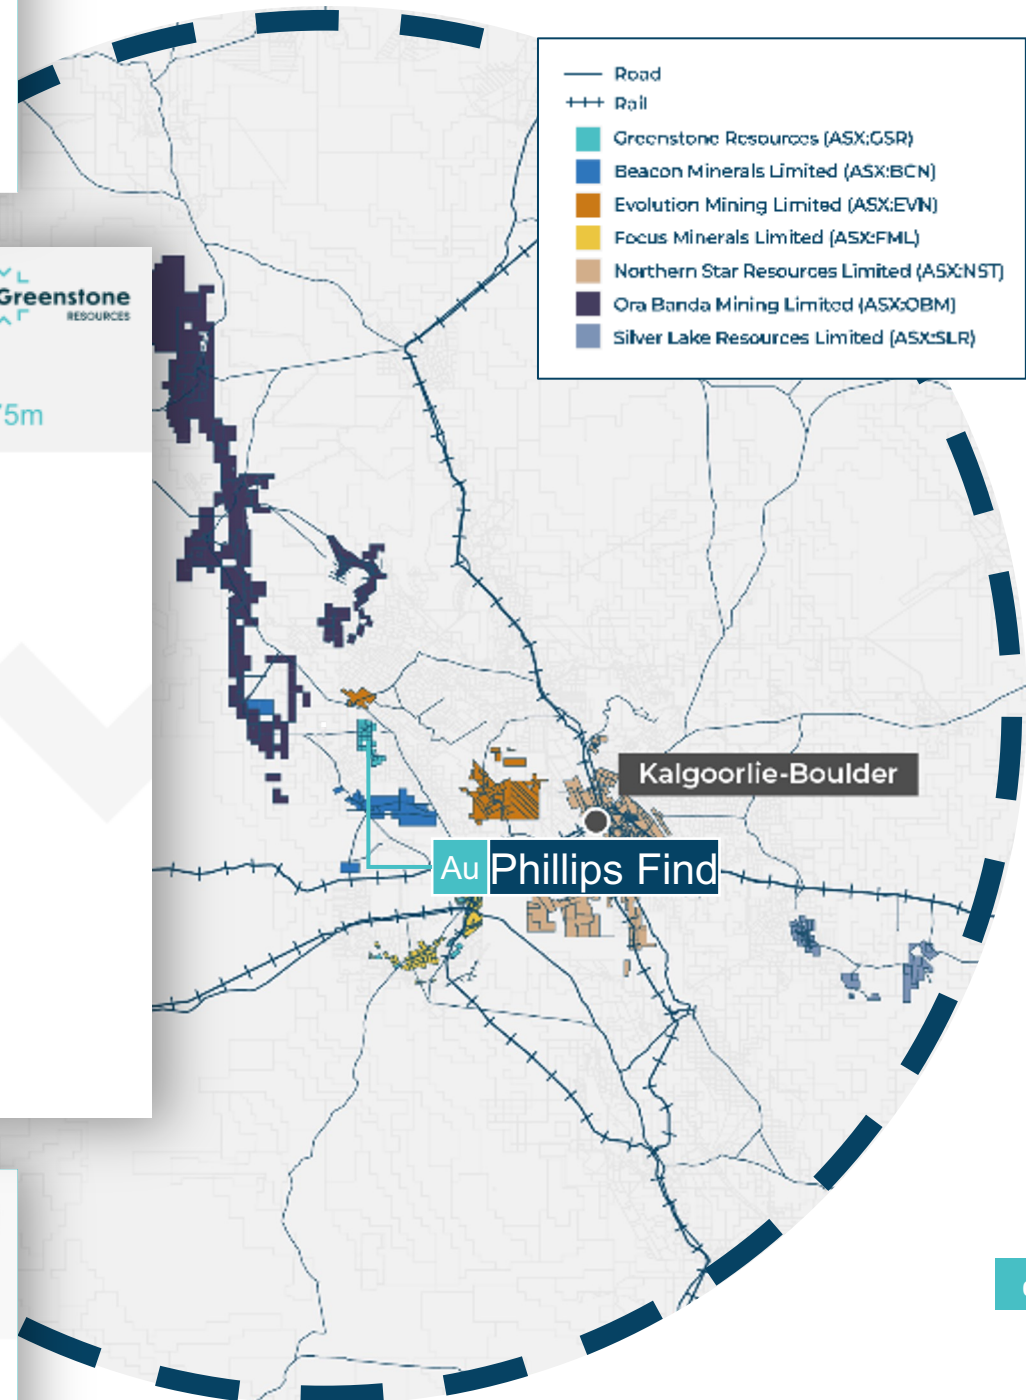 Road
Rail
Greenstone Resources (ASX:GSR)
Beacon Minerals Limited (ASX:BCN)
Evolution Mining Limited (ASX:EVN)
Focus Minerals Limited (ASX:FML)
Northern Star Resources Limited (ASX:NST)
Ora Banda Mining Limited (ASX:OBM)
Silver Lake Resources Limited (ASX:SLR)
Greenstone
RESOURCES
75m
Kalgoorlie-Boulder
Au Phillips Find